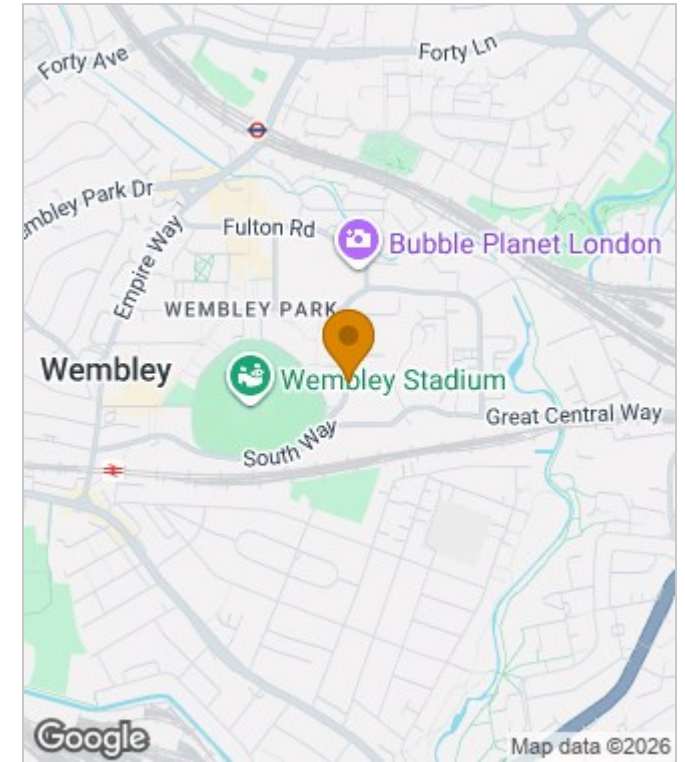 Forty Ave
Forty Ln
mbley Park Dr
Empire Way
Fulton Rd
Bubble Planet London
WEMBLEY PARK
Wembley
Wembley Stadium
Great Central Way
South Way
Google
Map data ©2026